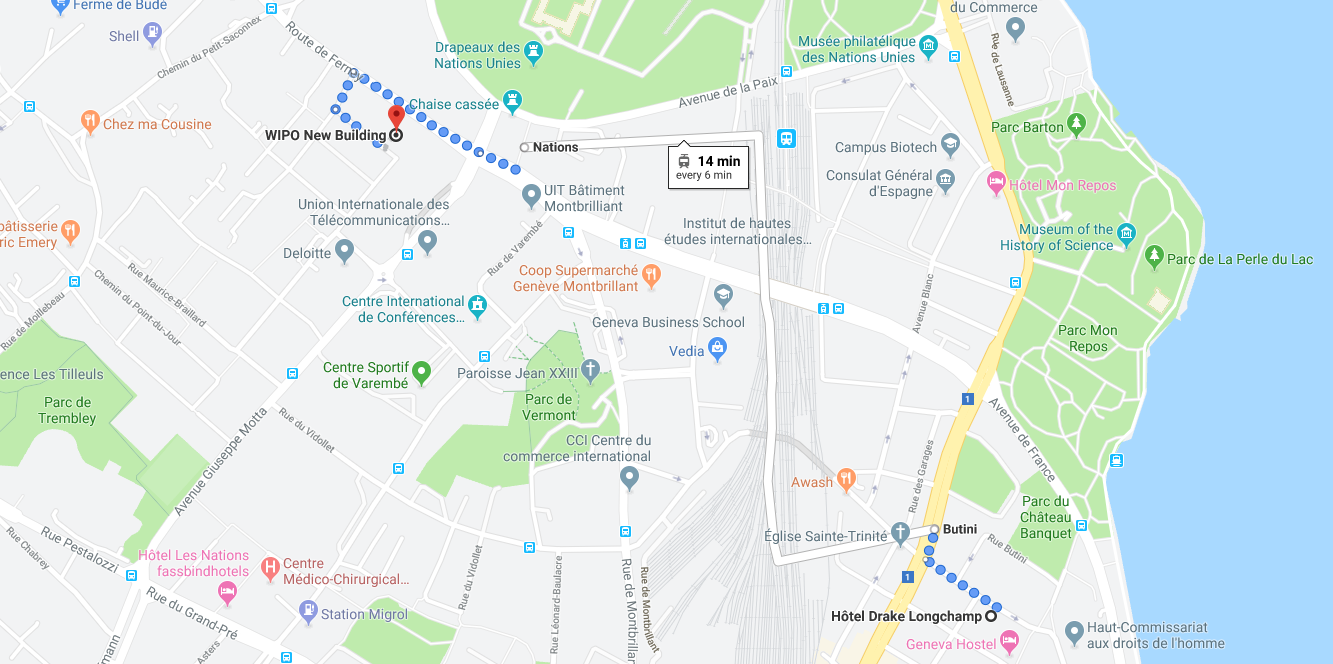 Ferme de Budé
du Commerce
Shell
Chemin du Petit-Saconnex
Route de Ferney
Drapeaux des
Nations Unies
Musée philatélique
des Nations Unies
Rue de Lausanne
Avenue de la Paix
Chaise cassée
Chez ma Cousine
WIPO New Building
Nations
14 min
every 6 min
Parc Barton
Campus Biotech
Consulat Général
d'Espagne
Hôtel Mon Repos
UIT Bâtiment
Montbrilliant
Union Internationale des
Télécommunications...
Institut de hautes
études internationales...
Museum of the
History of Science
Parc de La Perle du Lac
pâtisserie
ric Emery
Deloitte
Rue de Varembé
Coop Supermarché
Genève Montbrillant
Rue Maurice-Braillard
Chemin du Point-du-Jour
Rue de Moillebeau
Centre International
de Conférences...
Geneva Business School
Avenue Blanc
Parc Mon
Repos
Vedia
ence Les Tilleuls
Centre Sportif
de Varembé
Paroisse Jean XXIII
Parc de
Trembley
Parc de
Vermont
1
Avenue de France
Rue du Vidollet
Avenue Giuseppe Motta
CCI Centre du
commerce international
Rue des Garages
Awash
Parc du
Château
Banquet
Butini
Église Sainte-Trinité
Rue Butini
Rue Pestalozzi
Rue Chabrey
Hôtel Les Nations
fassbindhotels
Centre
Médico-Chirurgical...
Rue du Vidollet
Rue Léonard-Baulacre
Rue de Montbrillant
Rue de Montbrillant
1
Rue du Grand-Pré
Station Migrol
Hôtel Drake Longchamp
Haut-Commissariat
aux droits de l'homme
Geneva Hostel
Asters